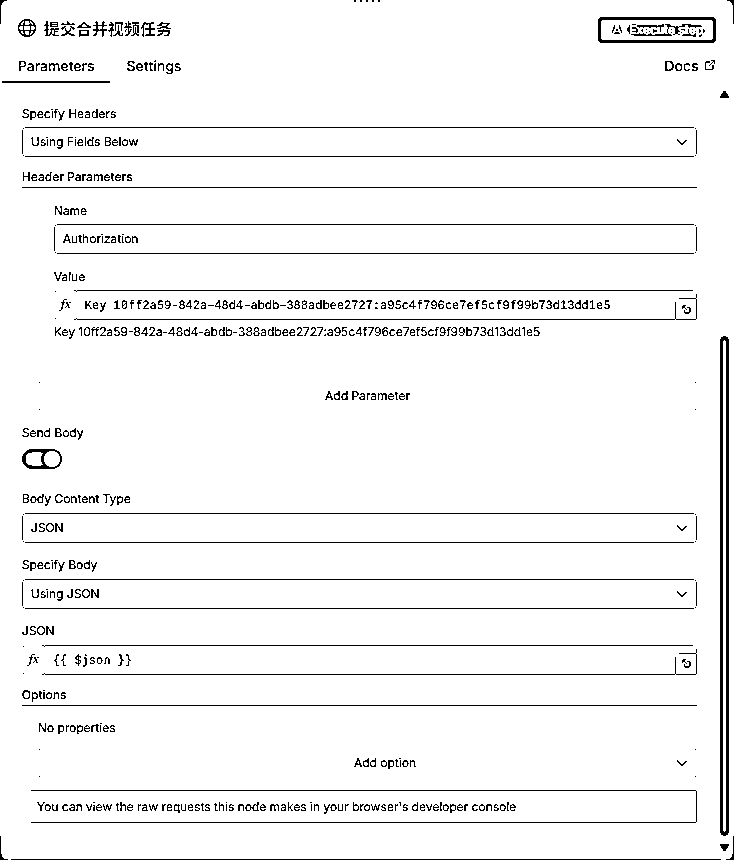 提交合并视频任务
Execute step
Parameters Settings Docs
Specify Headers
Using Fields Below
Header Parameters
Name
Authorization
Value
fx Key 10ff2a59-842a-48d4-abdb-388adbee2727:a95c4f796ce7ef5cf9f99b73d13dd1e5
Key 10ff2a59-842a-48d4-abdb-388adbee2727:a95c4f796ce7ef5cf9f99b73d13dd1e5
Add Parameter
Send Body
Body Content Type
JSON
Specify Body
Using JSON
JSON
fx {{ $json }}
Options
No properties
Add option
You can view the raw requests this node makes in your browser's developer console